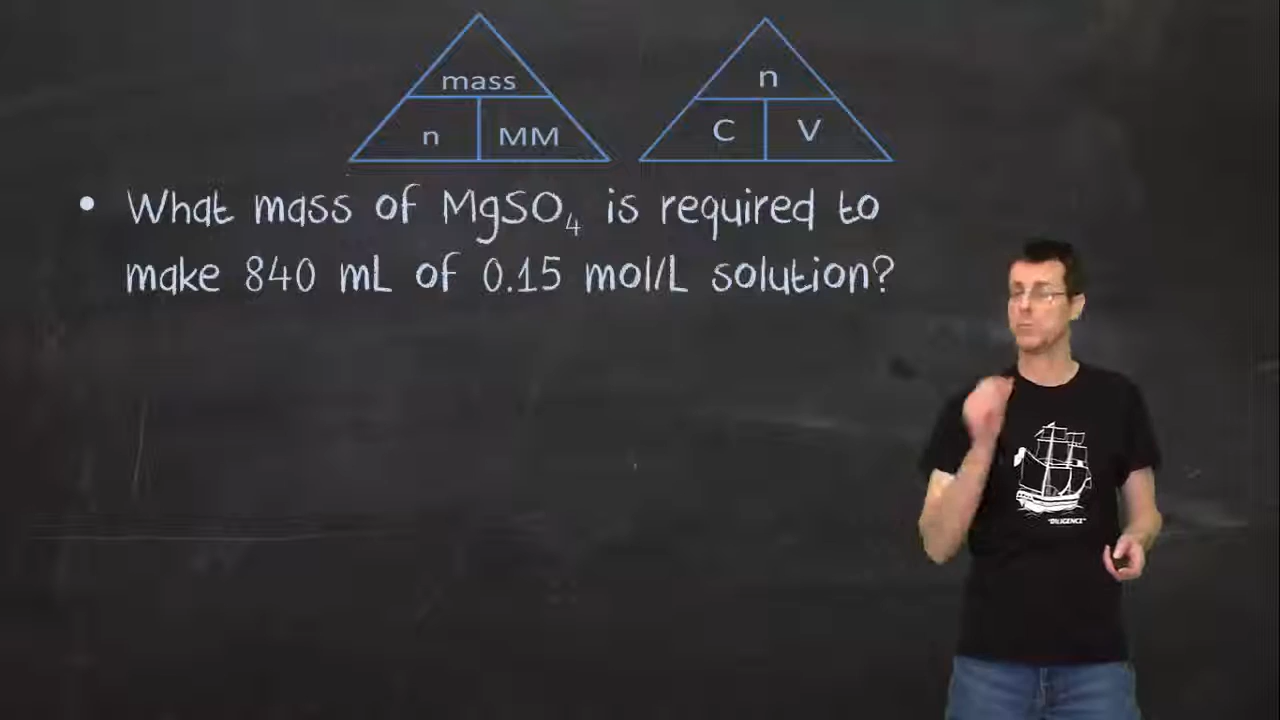 mass
n MM
n
C V
• What mass of MgSO₄ is required to
make 840 mL of 0.15 mol/L solution?
"DILIGENCE"